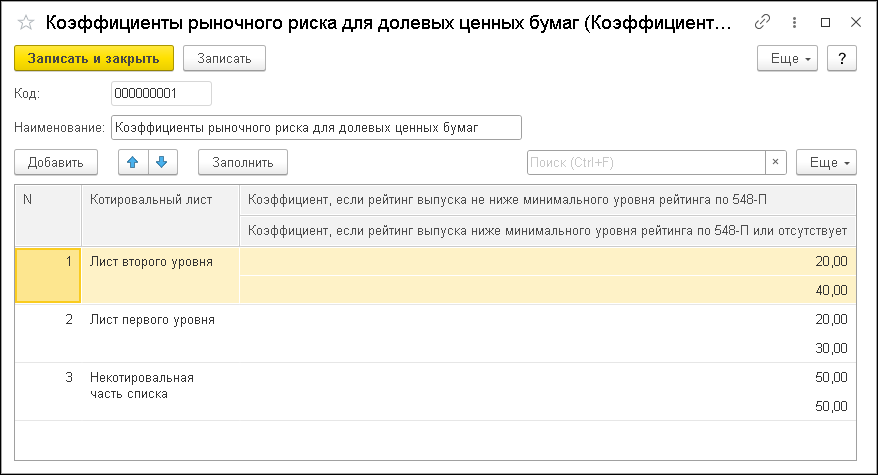 Коэффициенты рыночного риска для долевых ценных бумаг (Коэффициент...
Записать и закрыть
Записать
Еще
?
Код:
000000001
Наименование:
Коэффициенты рыночного риска для долевых ценных бумаг
Добавить
Заполнить
Поиск (Ctrl+F)
×
Еще
N
Котировальный лист
Коэффициент, если рейтинг выпуска не ниже минимального уровня рейтинга по 548-П
Коэффициент, если рейтинг выпуска ниже минимального уровня рейтинга по 548-П или отсутствует
1
Лист второго уровня
20,00
40,00
2
Лист первого уровня
20,00
30,00
3
Некотировальная
часть списка
50,00
50,00